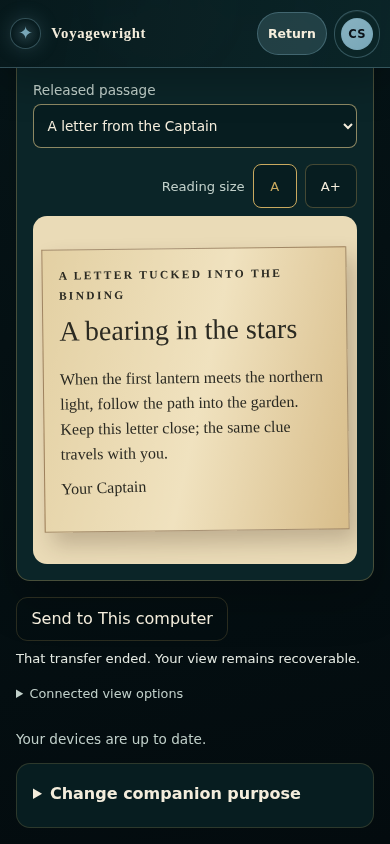 Voyagewright
Return
CS
Released passage
A letter from the Captain
Reading size
A
A+
A LETTER TUCKED INTO THE
BINDING
A bearing in the stars
When the first lantern meets the northern
light, follow the path into the garden.
Keep this letter close; the same clue
travels with you.
Your Captain
Send to This computer
That transfer ended. Your view remains recoverable.
Connected view options
Your devices are up to date.
Change companion purpose